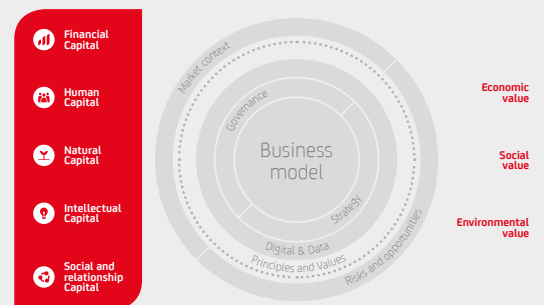 Financial
Capital
Human
Capital
Natural
Capital
Intellectual
Capital
Social and
relationship
Capital
Market context
Governance
Business
model
Strategy
Digital & Data
Principles and Values
Risks and opportunities
Economic
value
Social
value
Environmental
value